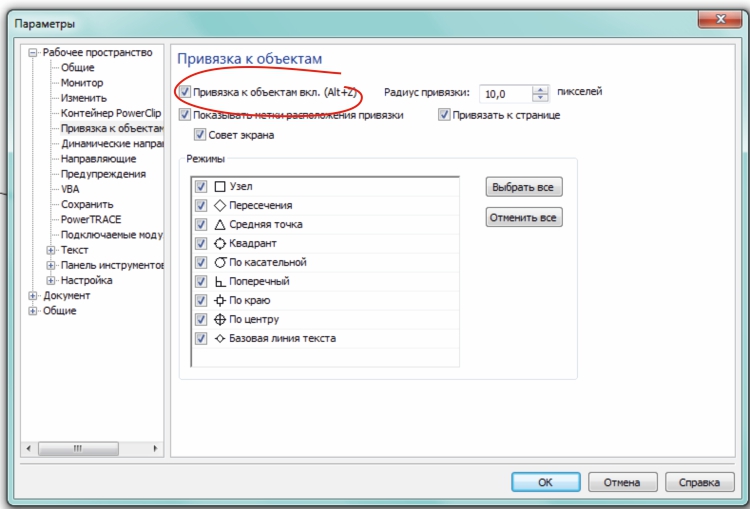 Параметры
Рабочее пространство
Общие
Монитор
Изменить
Контейнер PowerClip
Привязка к объектам
Динамические напра
Направляющие
Предупреждения
VBA
Сохранить
PowerTRACE
Подключаемые моду
Текст
Панель инструментов
Настройка
Документ
Общие
Привязка к объектам
Привязка к объектам вкл. (Alt+Z) Радиус привязки: 10,0 пикселей
Показывать метки расположения привязки Привязать к странице
Совет экрана
Режимы
Узел
Пересечения
Средняя точка
Квадрант
По касательной
Поперечный
По краю
По центру
Базовая линия текста
Выбрать все
Отменить все
OK Отмена Справка